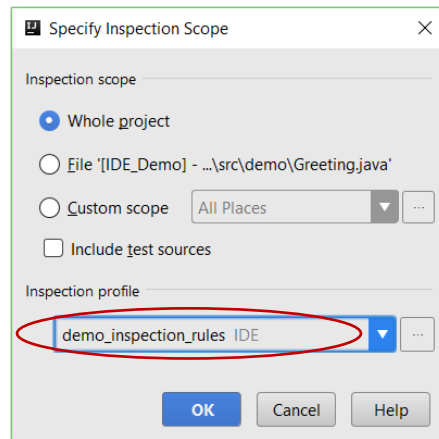 Specify Inspection Scope
Inspection scope
Whole project
File '[IDE_Demo] - ...\src\demo\Greeting.java'
Custom scope All Places ...
Include test sources
Inspection profile
demo_inspection_rules IDE ...
OK Cancel Help